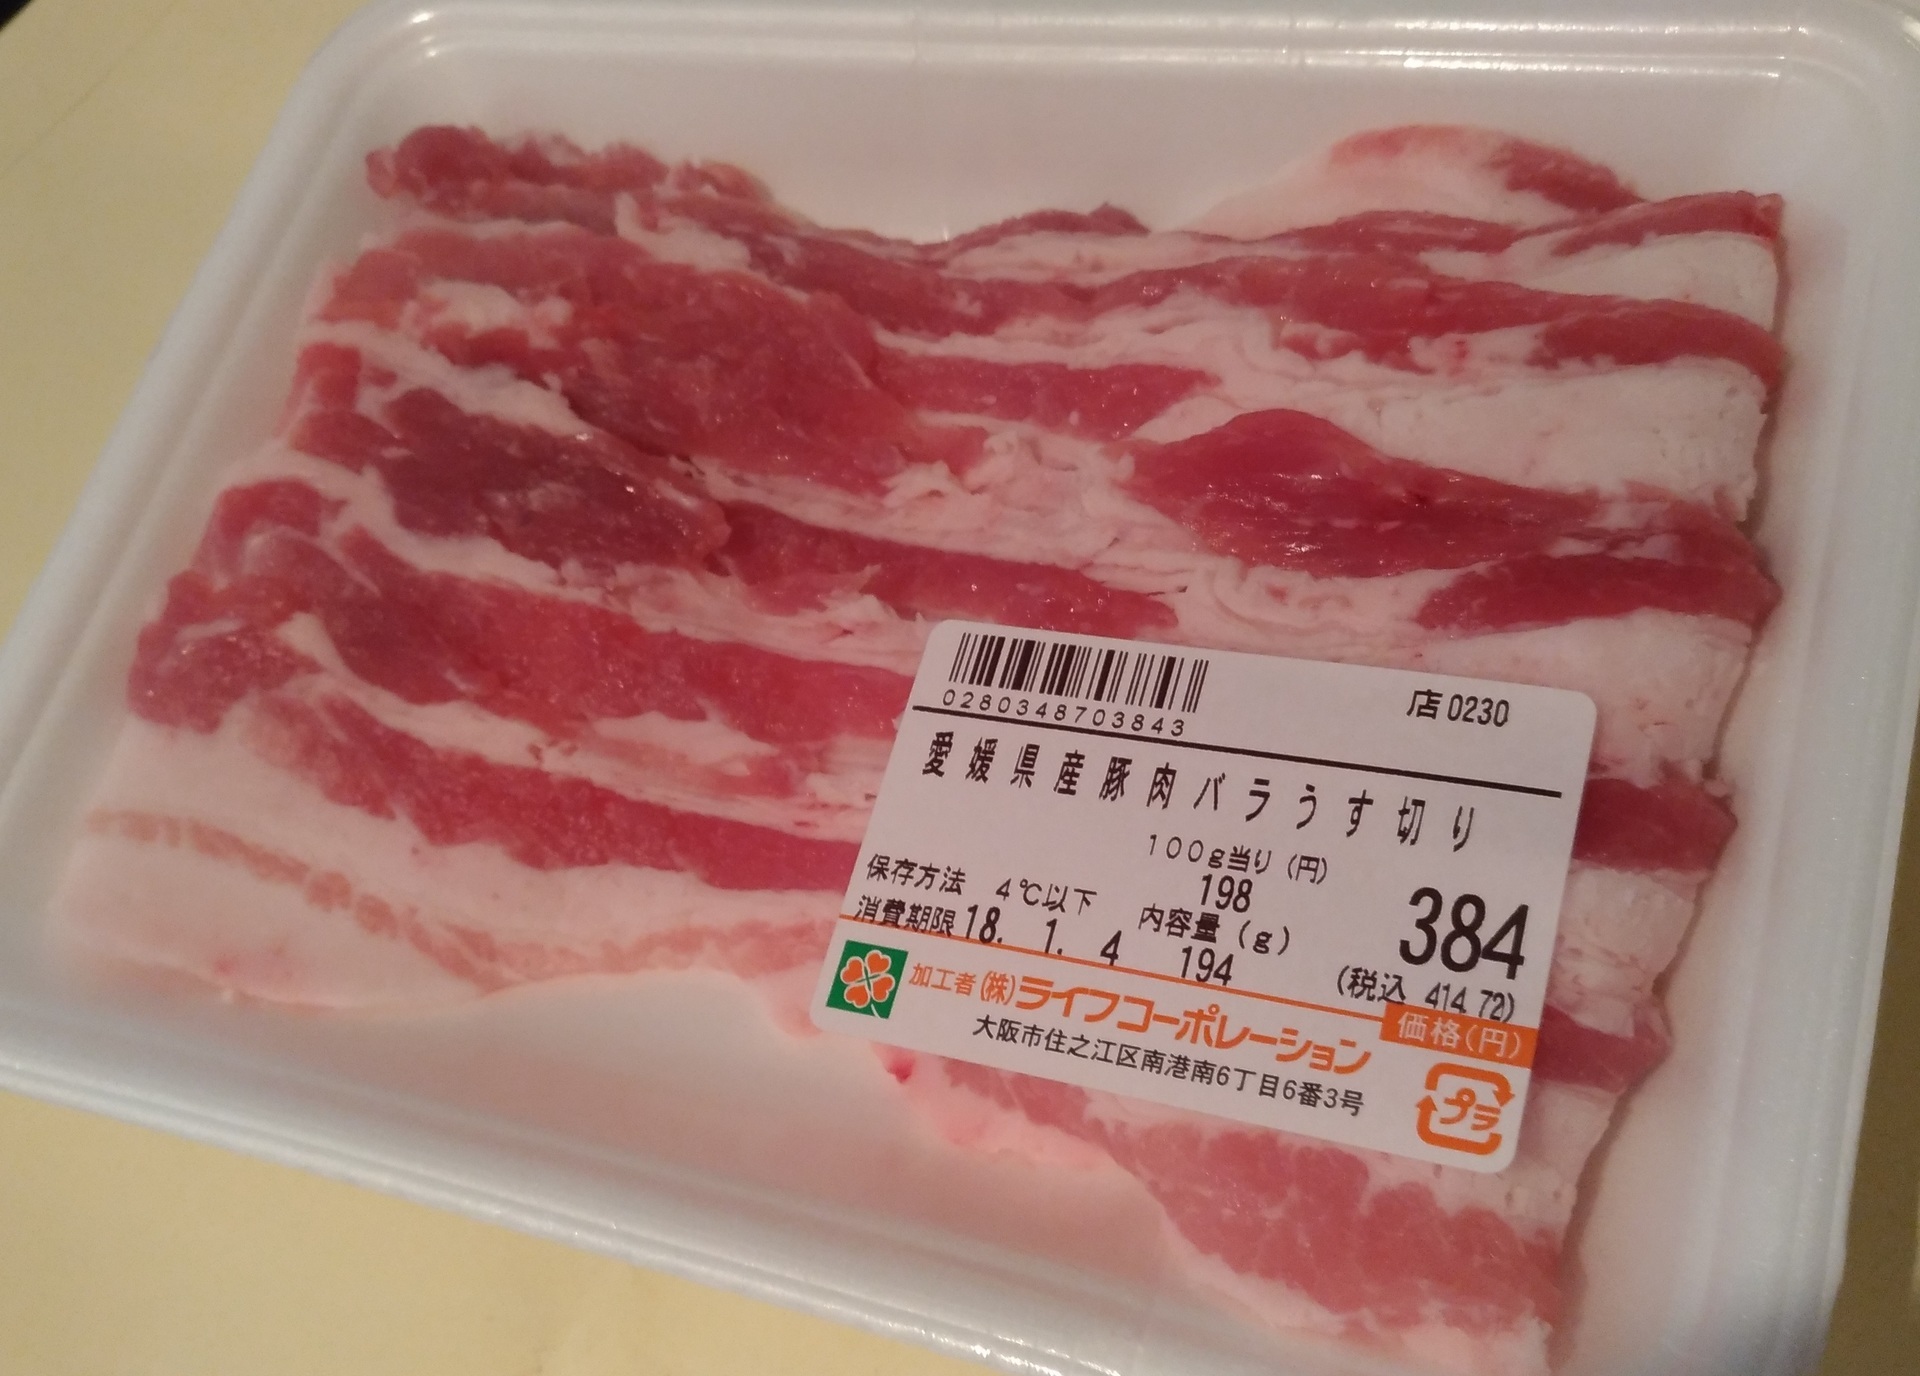 0280348703843
店0230
愛媛県産豚肉バラうす切り
100g当り(円)
198
保存方法 4℃以下
内容量(g)
384
消費期限18. 1. 4
194
(税込 414.72)
価格(円)
加工者(株)ライフコーポレーション
大阪市住之江区南港南6丁目6番3号
プラ